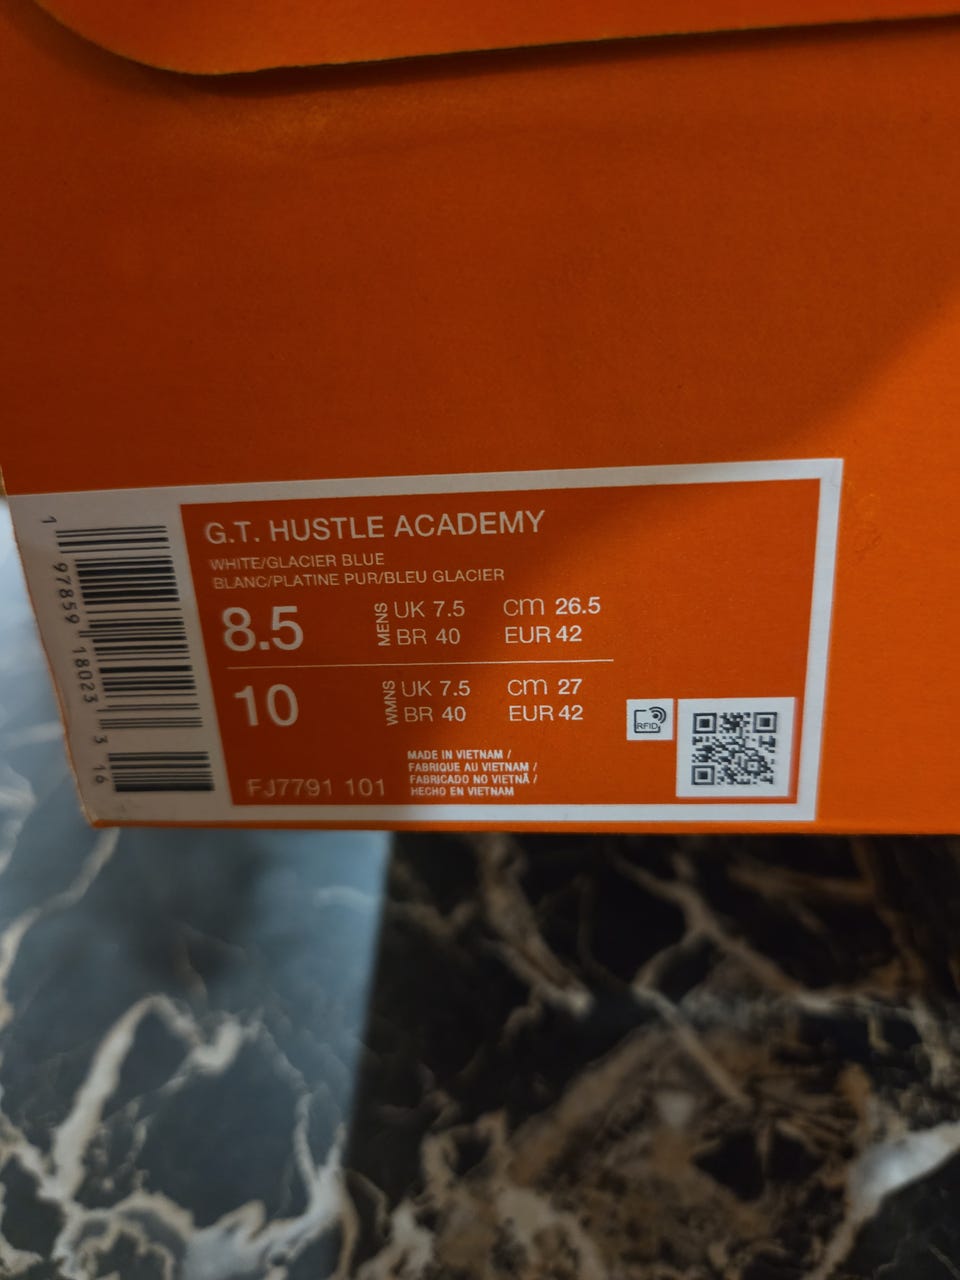 G.T. HUSTLE ACADEMY
WHITE/GLACIER BLUE
BLANC/PLATINE PUR/BLEU GLACIER
8.5 MENS UK 7.5 cm 26.5
BR 40 EUR 42
10 WMNS UK 7.5 cm 27
BR 40 EUR 42
RFID
MADE IN VIETNAM /
FABRIQUE AU VIETNAM /
FABRICADO NO VIETNÃ /
HECHO EN VIETNAM
FJ7791 101
1 97859 18023 3 16